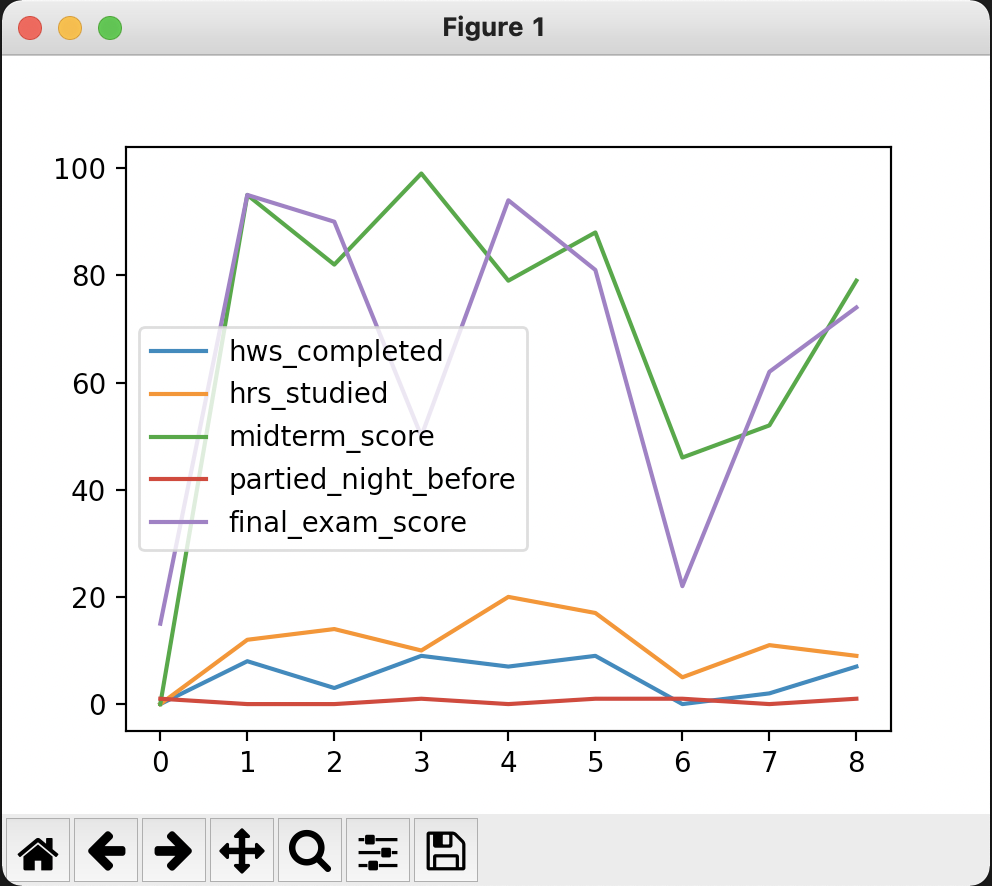 Figure 1
100
80
60
40
20
0
hws_completed
hrs_studied
midterm_score
partied_night_before
final_exam_score
0 1 2 3 4 5 6 7 8